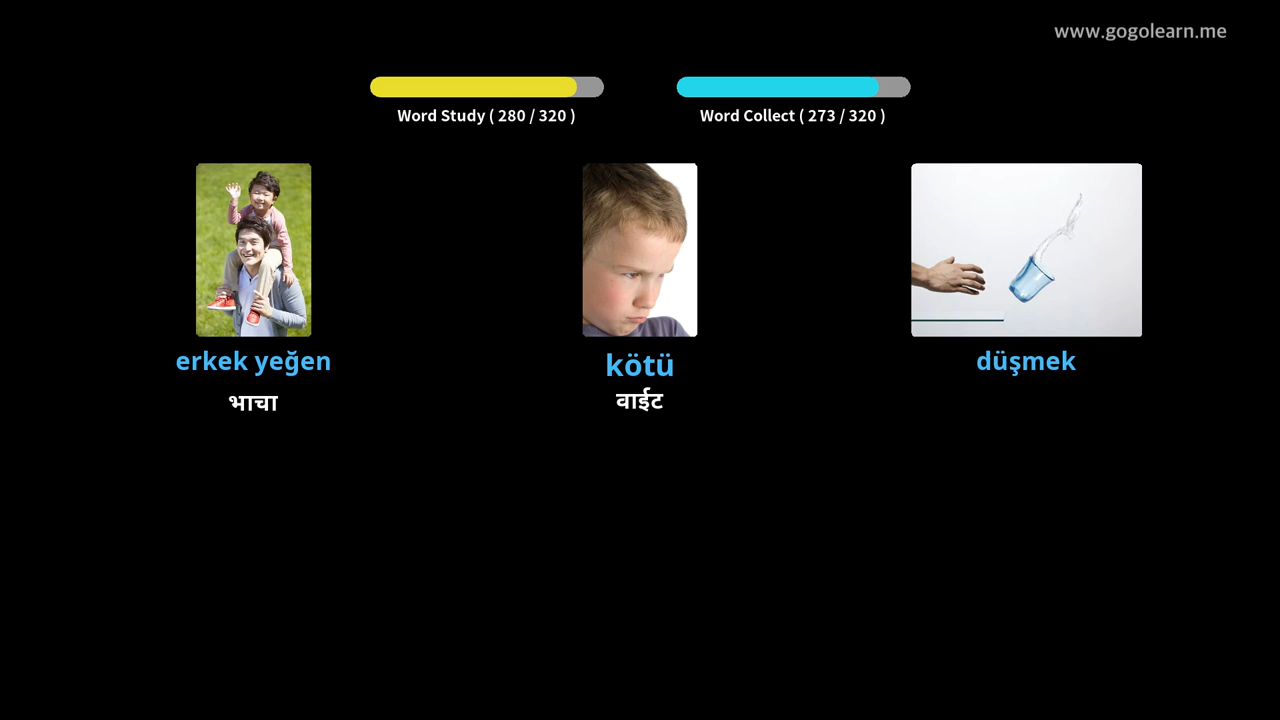 www.gogolearn.me
Word Study ( 280 / 320 )
Word Collect ( 273 / 320 )
erkek yeğen
भाचा
kötü
वाईट
düşmek